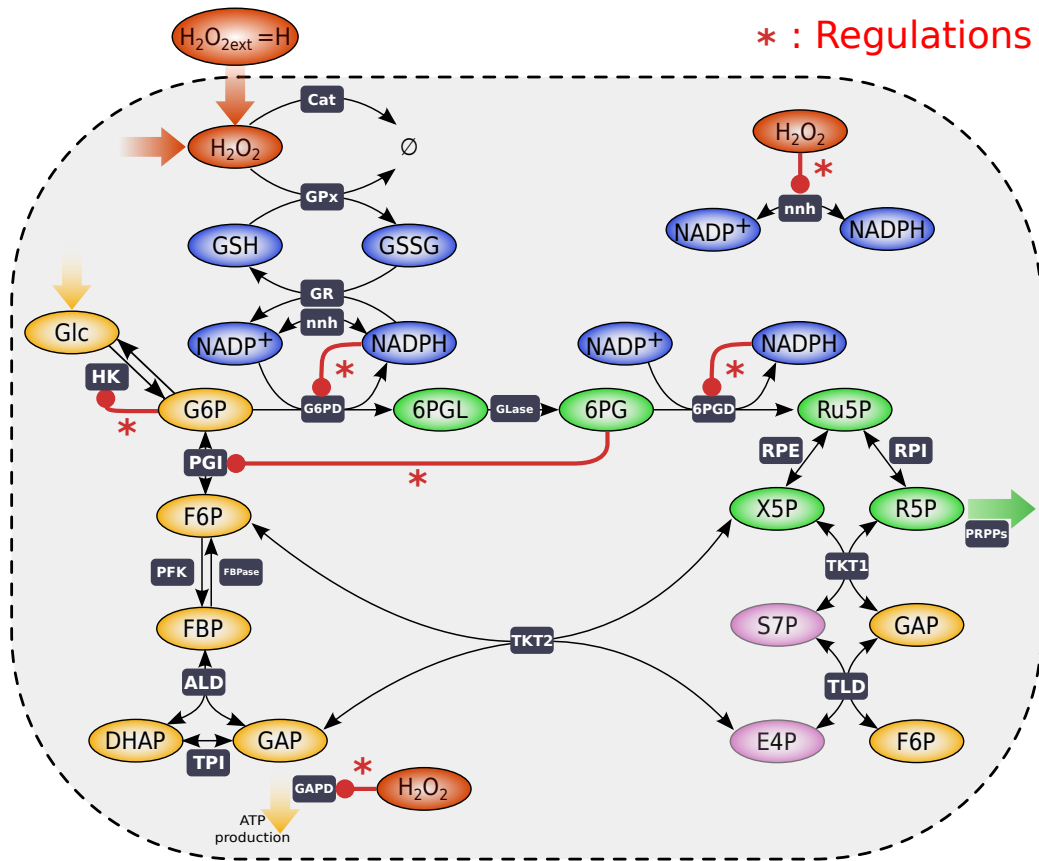 H₂O₂ext=H
* : Regulations
Cat
H₂O₂
∅
H₂O₂
*
GPx
nnh
NADP+
NADPH
GSH
GSSG
GR
Glc
nnh
NADP+
NADPH
NADP+
NADPH
*
*
HK
G6P
G6PD
6PGL
GLase
6PG
6PGD
Ru5P
*
RPE
RPI
PGI
*
F6P
X5P
R5P
PRPPs
PFK
FBPase
TKT1
FBP
TKT2
S7P
GAP
ALD
TLD
DHAP
GAP
E4P
F6P
TPI
*
GAPD
H₂O₂
ATP
production